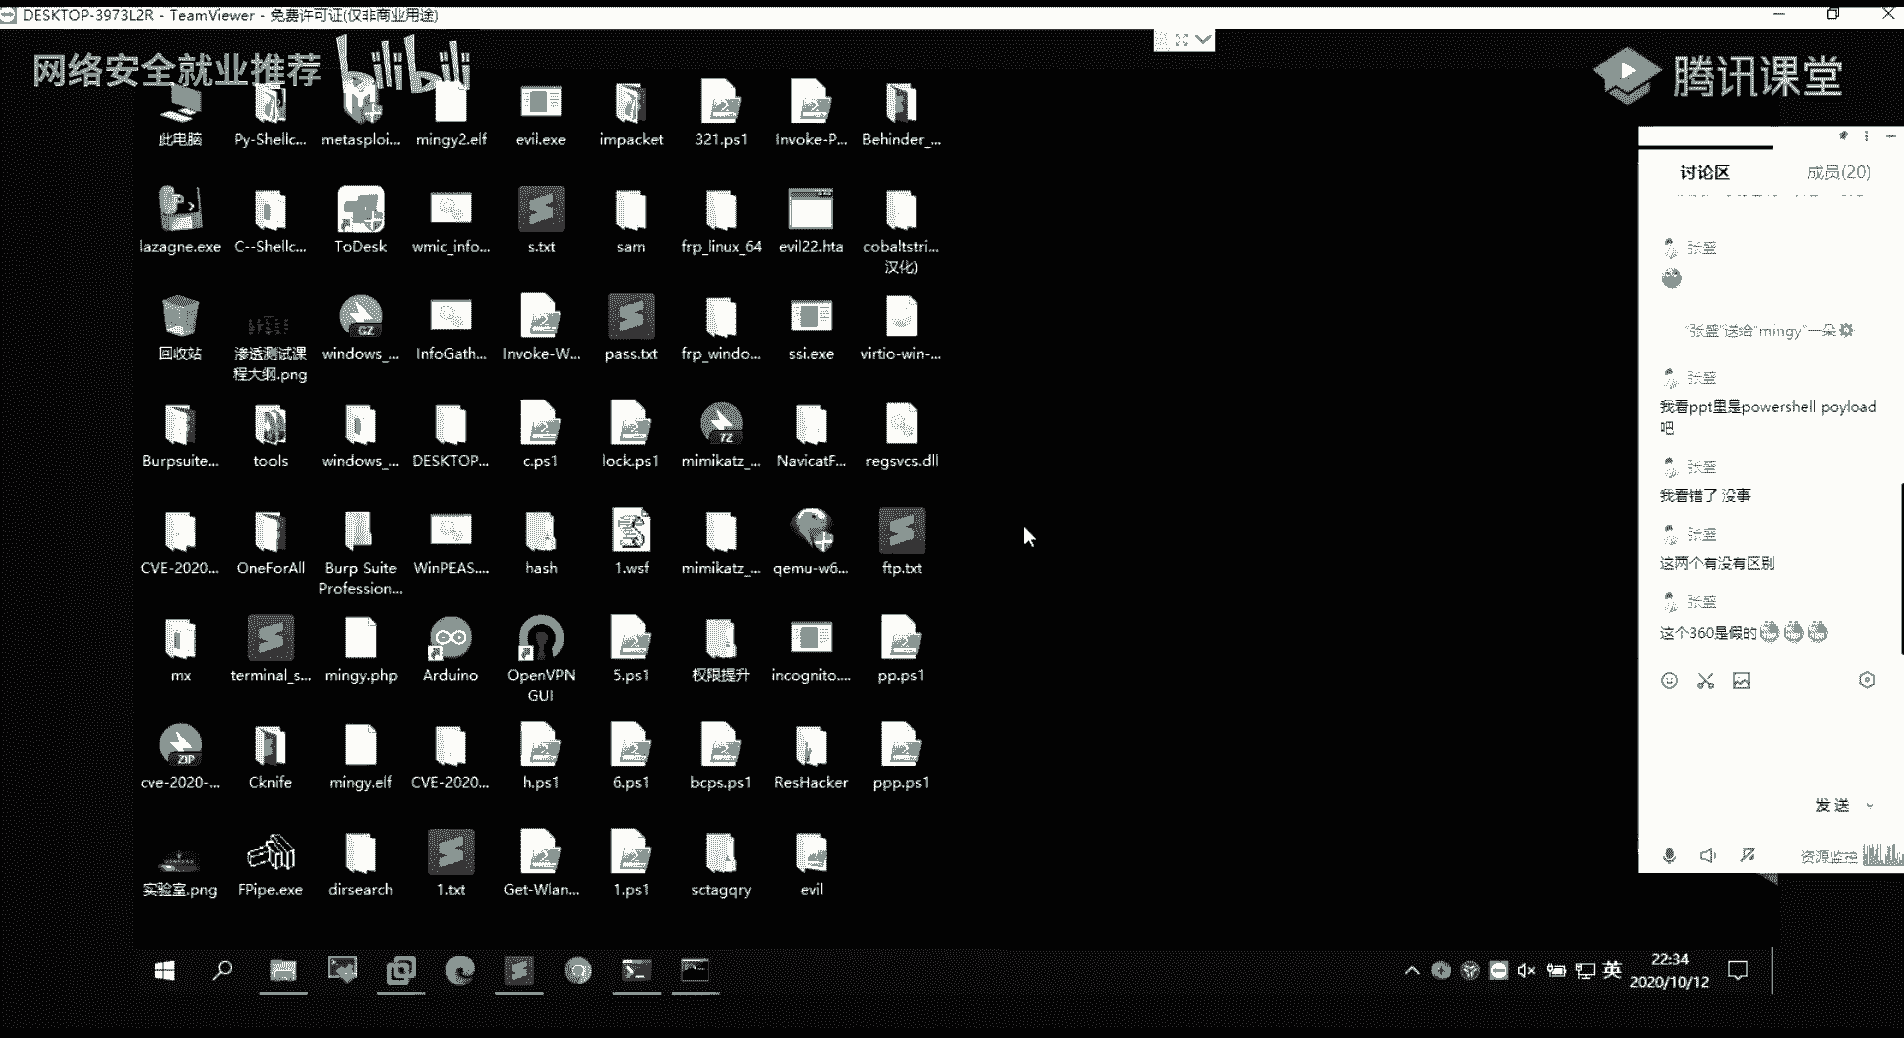 DESKTOP-3973L2R - TeamViewer - 免费许可证(仅非商业用途)
网络安全就业推荐
bilibili
腾讯课堂
此电脑
Py-Shellc...
metasploi...
mingy2.elf
evil.exe
impacket
321.ps1
Invoke-P...
Behinder_...
lazagne.exe
C--Shellc...
ToDesk
wmic_info...
s.txt
sam
frp_linux_64
evil22.hta
cobaltstri...
汉化)
回收站
渗透测试课
程大纲.png
GZ
windows_...
InfoGath...
Invoke-W...
pass.txt
frp_windo...
ssi.exe
virtio-win-...
Burpsuite...
tools
windows_...
DESKTOP...
c.ps1
lock.ps1
7Z
mimikatz_...
NavicatF...
regsvcs.dll
CVE-2020...
OneForAll
Burp Suite
Profession...
WinPEAS....
hash
1.wsf
mimikatz_...
qemu-w6...
ftp.txt
mx
terminal_s...
mingy.php
Arduino
OpenVPN
GUI
5.ps1
权限提升
incognito....
pp.ps1
ZIP
cve-2020-...
Cknife
mingy.elf
CVE-2020...
h.ps1
6.ps1
bcps.ps1
ResHacker
ppp.ps1
实验室.png
FPipe.exe
dirsearch
1.txt
Get-Wlan...
1.ps1
sctagqry
evil
讨论区
成员(20)
张盛
"张盛"送给"mingy"一朵
张盛
我看ppt里是powershell poyload
吧
张盛
我看错了 没事
张盛
这两个有没有区别
张盛
这个360是假的
发送
资源监控
英
22:34
2020/10/12